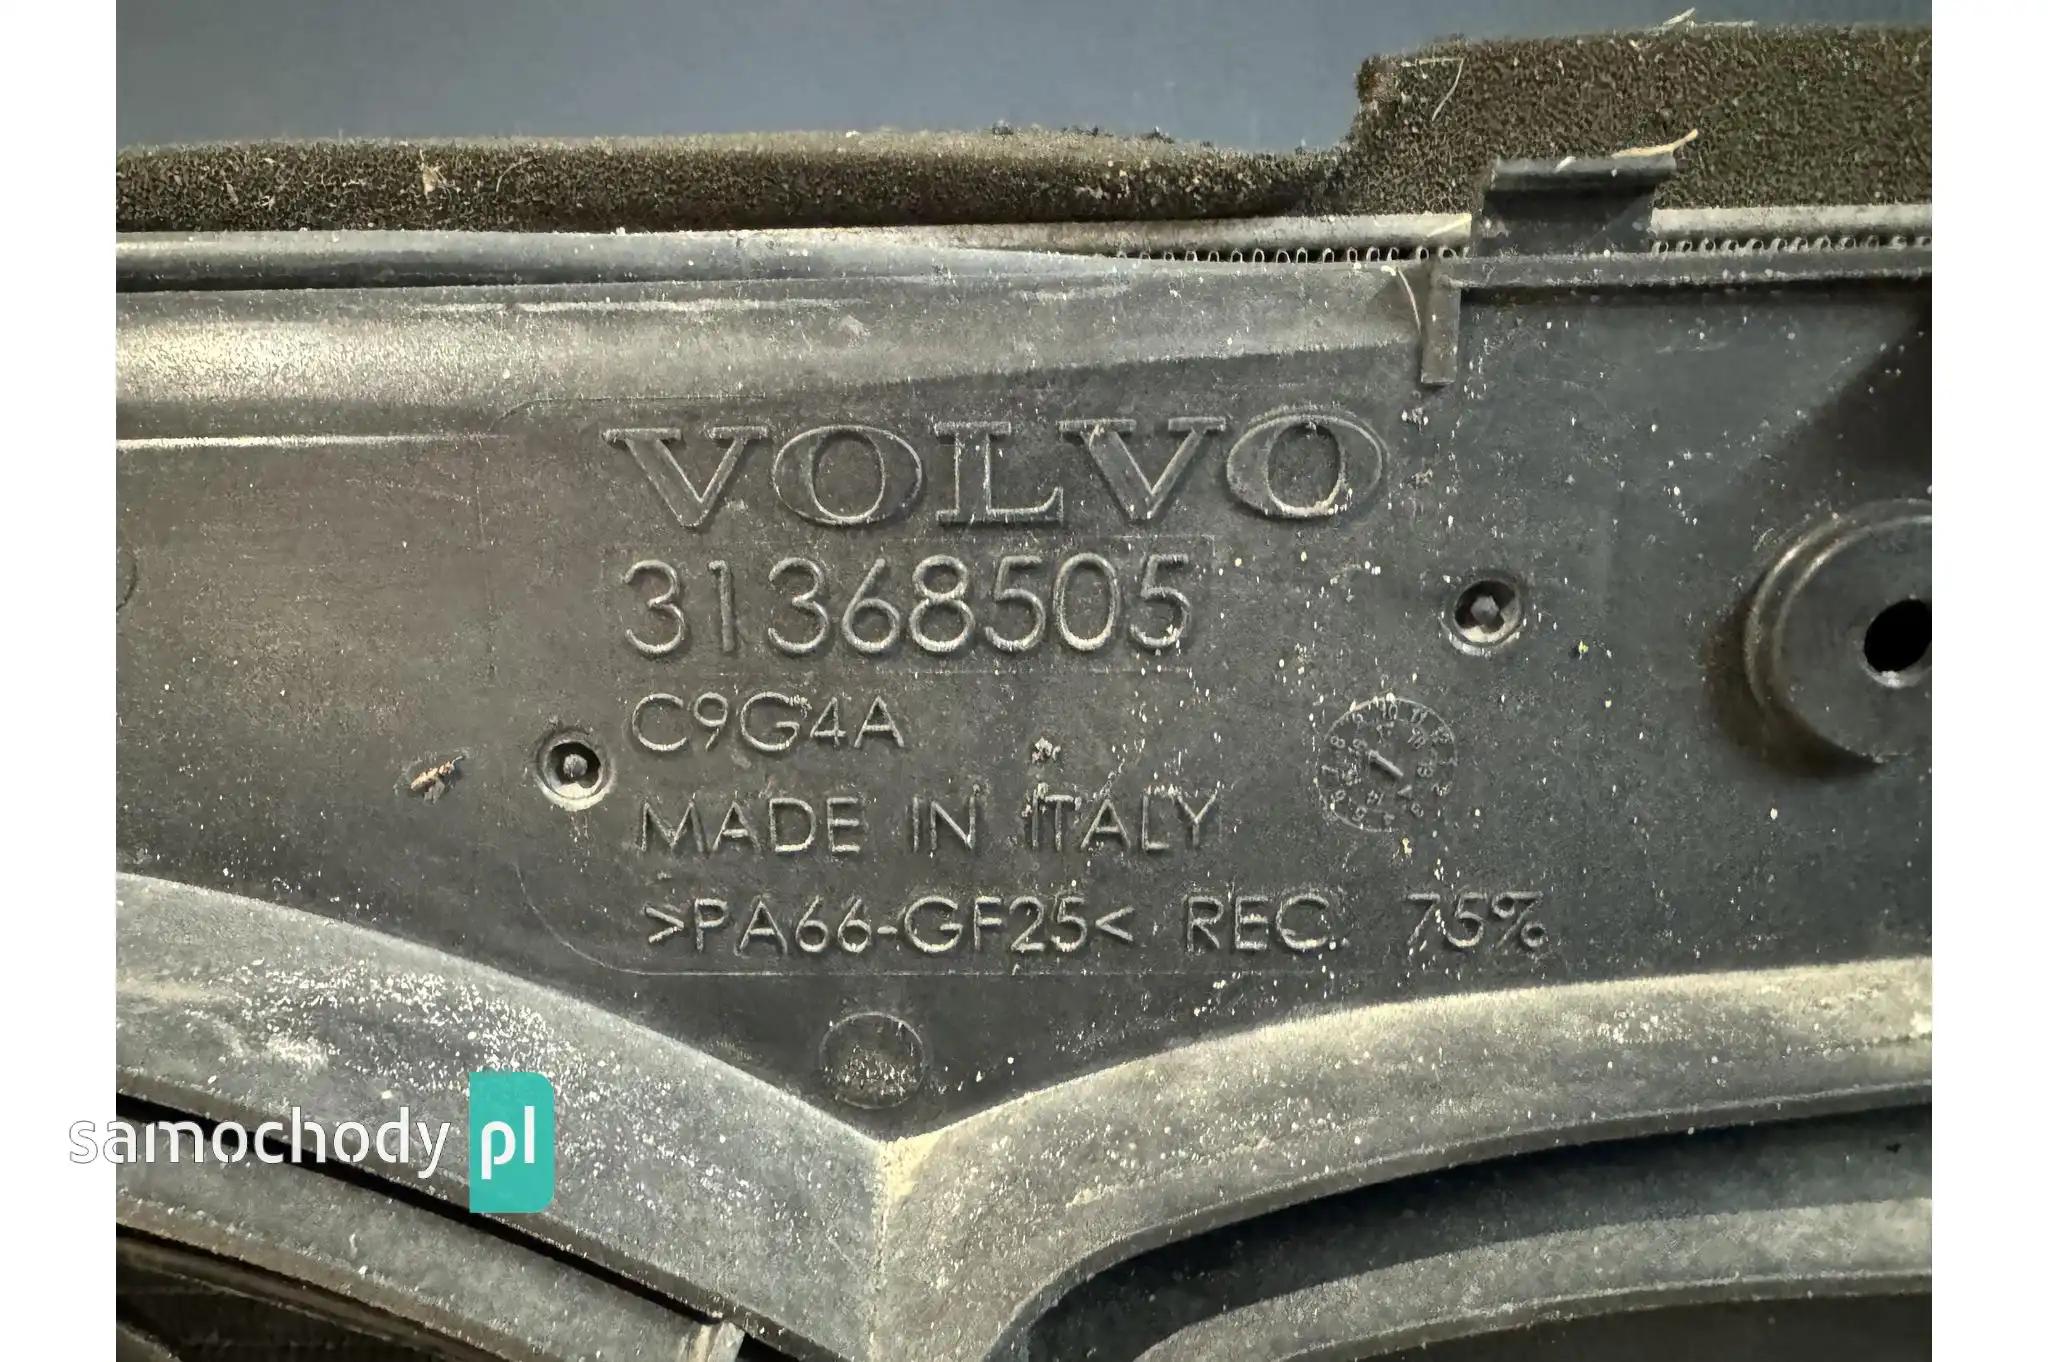 VOLVO
31368505
C9G4A
MADE IN ITALY
>PA66-GF25< REC. 75%
samochody pl